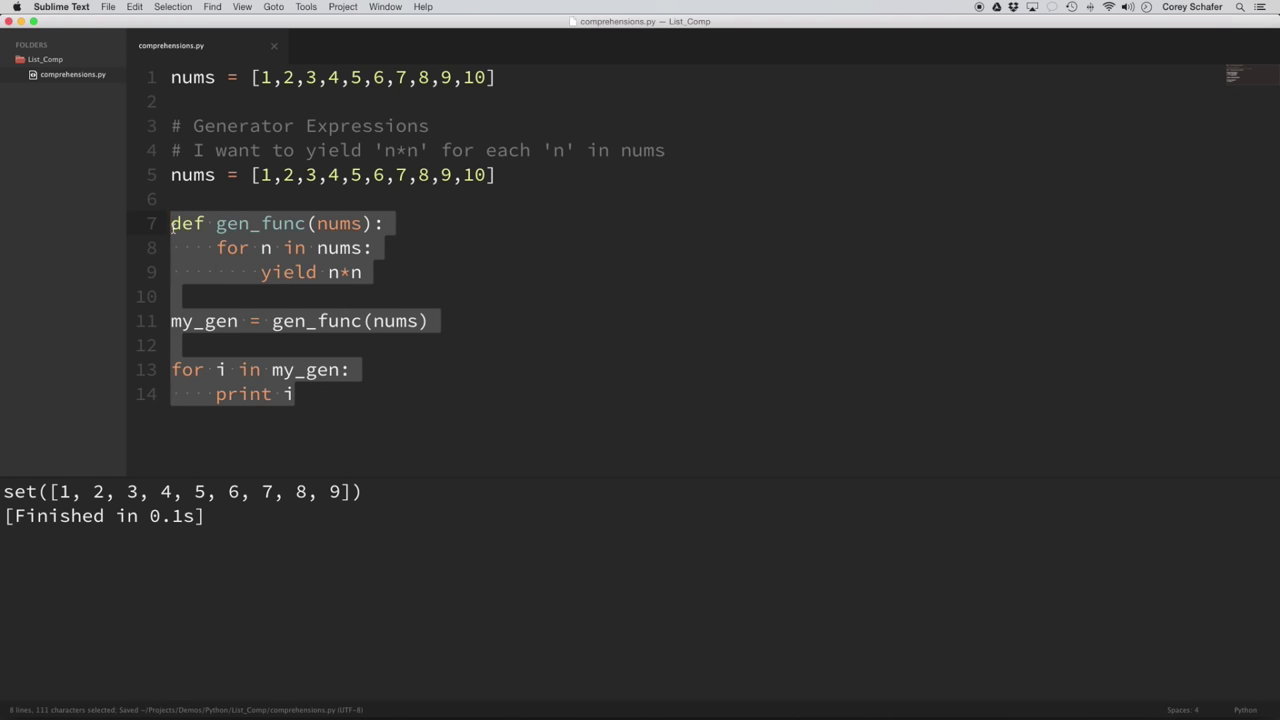 Sublime Text File Edit Selection Find View Goto Tools Project Window Help Corey Schafer
comprehensions.py — List_Comp
FOLDERS
List_Comp
comprehensions.py
comprehensions.py
1 nums = [1,2,3,4,5,6,7,8,9,10]
2
3 # Generator Expressions
4 # I want to yield 'n*n' for each 'n' in nums
5 nums = [1,2,3,4,5,6,7,8,9,10]
6
7 def gen_func(nums):
8 for n in nums:
9 yield n*n
10
11 my_gen = gen_func(nums)
12
13 for i in my_gen:
14 print i
set([1, 2, 3, 4, 5, 6, 7, 8, 9])
[Finished in 0.1s]
8 lines, 111 characters selected; Saved ~/Projects/Demos/Python/List_Comp/comprehensions.py (UTF-8) Spaces: 4 Python